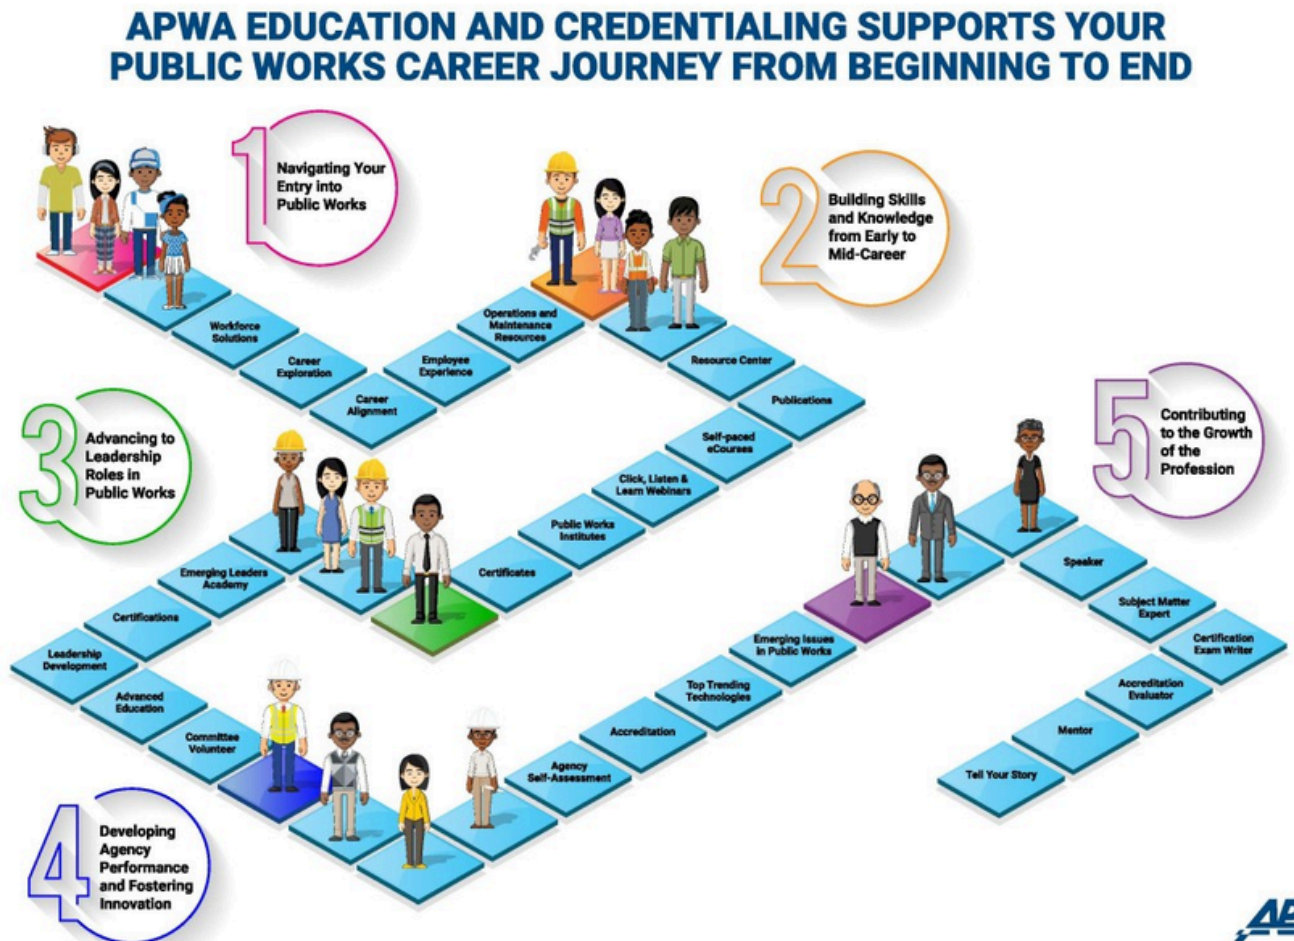 APWA EDUCATION AND CREDENTIALING SUPPORTS YOUR
PUBLIC WORKS CAREER JOURNEY FROM BEGINNING TO END
1
Navigating Your
Entry into
Public Works
Workforce
Solutions
Career
Exploration
Career
Alignment
Employee
Experience
Operations and
Maintenance
Resources
2
Building Skills
and Knowledge
from Early to
Mid-Career
Resource Center
Publications
Self-paced
eCourses
Click, Listen &
Learn Webinars
Public Works
Institutes
Certificates
3
Advancing to
Leadership
Roles in
Public Works
Emerging Leaders
Academy
Certifications
Leadership
Development
Advanced
Education
Committee
Volunteer
4
Developing
Agency
Performance
and Fostering
Innovation
Agency
Self-Assessment
Accreditation
Top Trending
Technologies
Emerging Issues
in Public Works
5
Contributing
to the Growth
of the
Profession
Speaker
Subject Matter
Expert
Certification
Exam Writer
Accreditation
Evaluator
Mentor
Tell Your Story